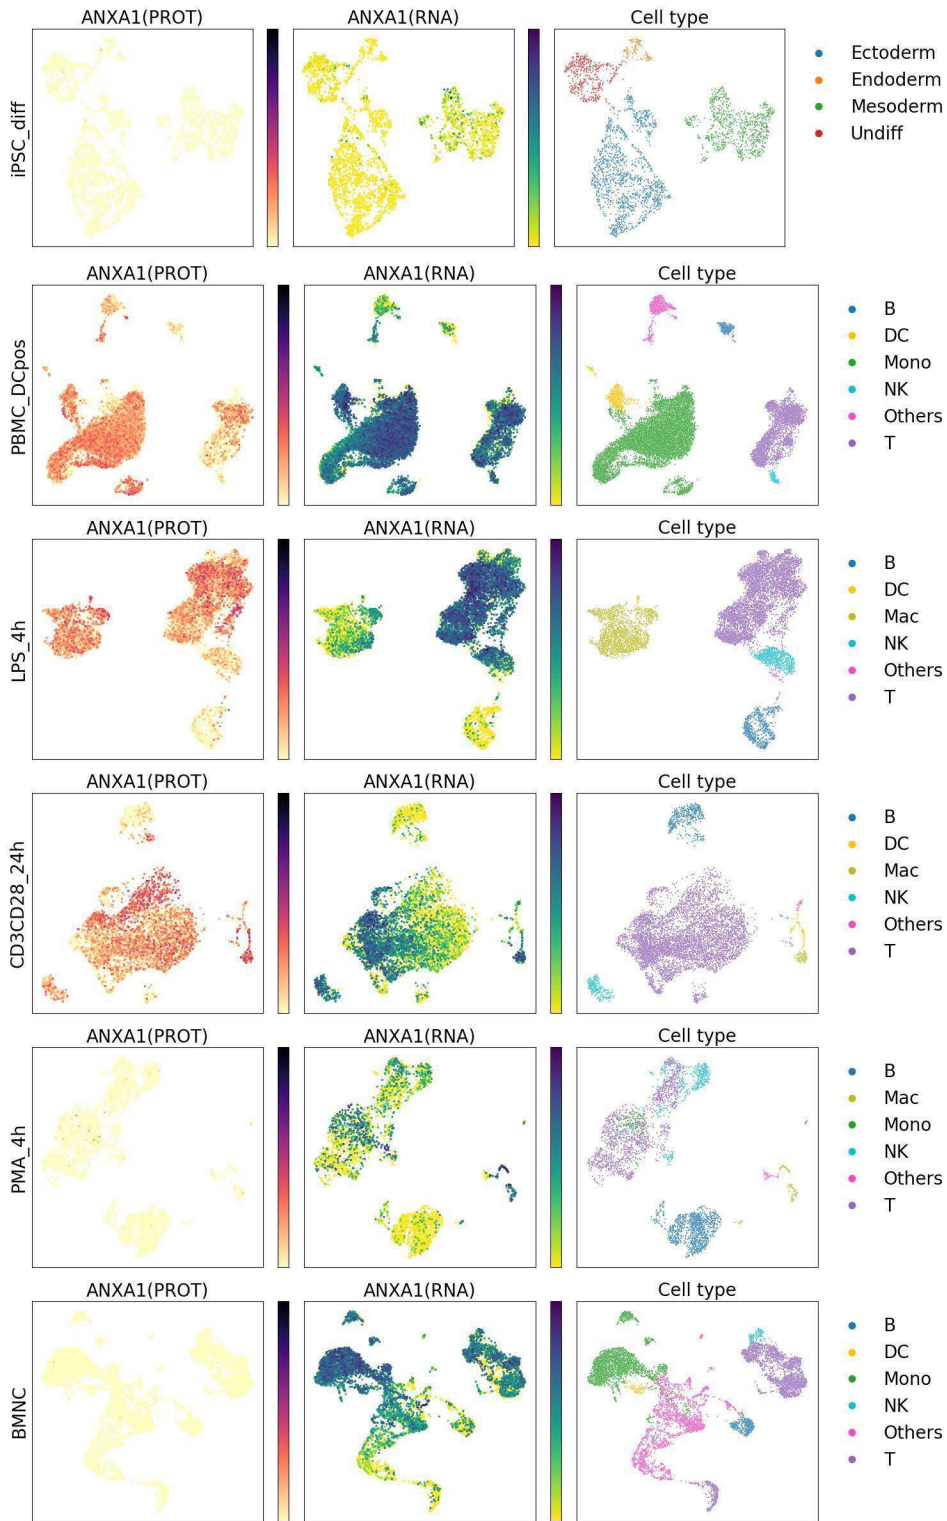 ANXA1(PROT) ANXA1(RNA) Cell type
iPSC_diff
Ectoderm
Endoderm
Mesoderm
Undiff
ANXA1(PROT) ANXA1(RNA) Cell type
PBMC_DCpos
B
DC
Mono
NK
Others
T
ANXA1(PROT) ANXA1(RNA) Cell type
LPS_4h
B
DC
Mac
NK
Others
T
ANXA1(PROT) ANXA1(RNA) Cell type
CD3CD28_24h
B
DC
Mac
NK
Others
T
ANXA1(PROT) ANXA1(RNA) Cell type
PMA_4h
B
Mac
Mono
NK
Others
T
ANXA1(PROT) ANXA1(RNA) Cell type
BMNC
B
DC
Mono
NK
Others
T